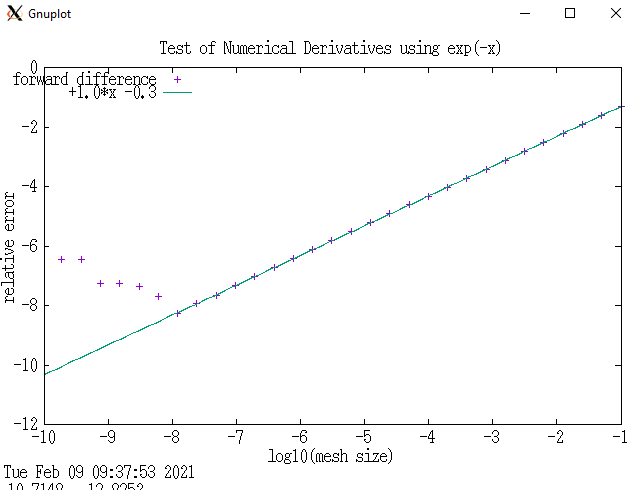 Gnuplot
Test of Numerical Derivatives using exp(-x)
0
forward difference
+1.0*x -0.3
-2
-4
-6
-8
-10
-12
relative error
-10 -9 -8 -7 -6 -5 -4 -3 -2 -1
log10(mesh size)
Tue Feb 09 09:37:53 2021